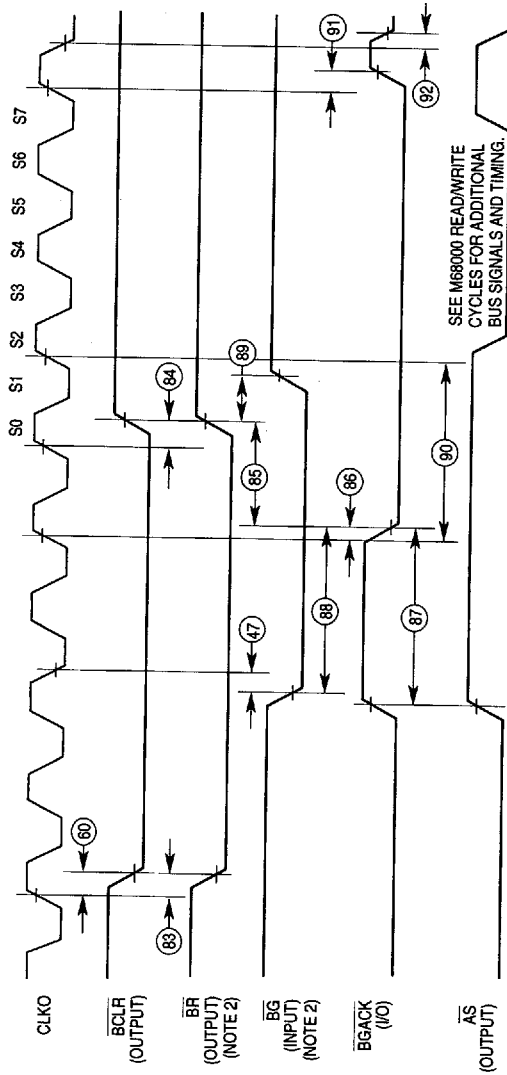 S0 S1 S2 S3 S4 S5 S6 S7
CLKO
60
BCLR
(OUTPUT)
84
83
BR
(OUTPUT)
(NOTE 2)
89
85
47
BG
(INPUT)
(NOTE 2)
86
88
91
BGACK
(I/O)
87
90
92
SEE M68000 READ/WRITE
CYCLES FOR ADDITIONAL
BUS SIGNALS AND TIMING.
AS
(OUTPUT)